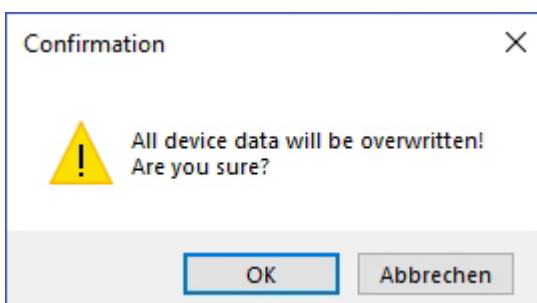 Confirmation
All device data will be overwritten!
Are you sure?
OK
Abbrechen